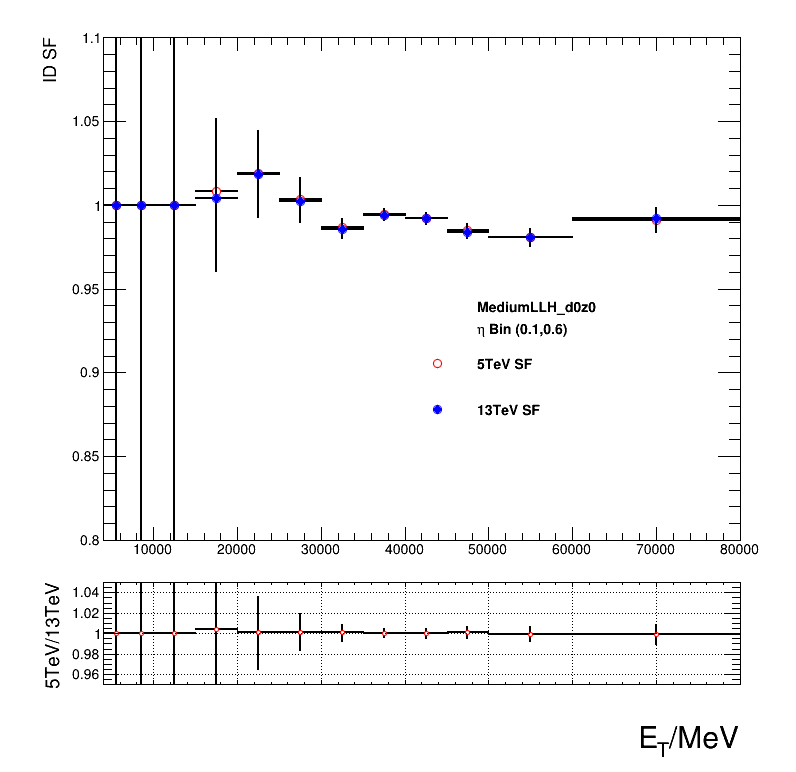 ID SF
1.1
1.05
1
0.95
0.9
0.85
0.8
MediumLLH_d0z0
η Bin (0.1,0.6)
5TeV SF
13TeV SF
10000 20000 30000 40000 50000 60000 70000 80000
5TeV/13TeV
1.04
1.02
1
0.98
0.96
E_T/MeV